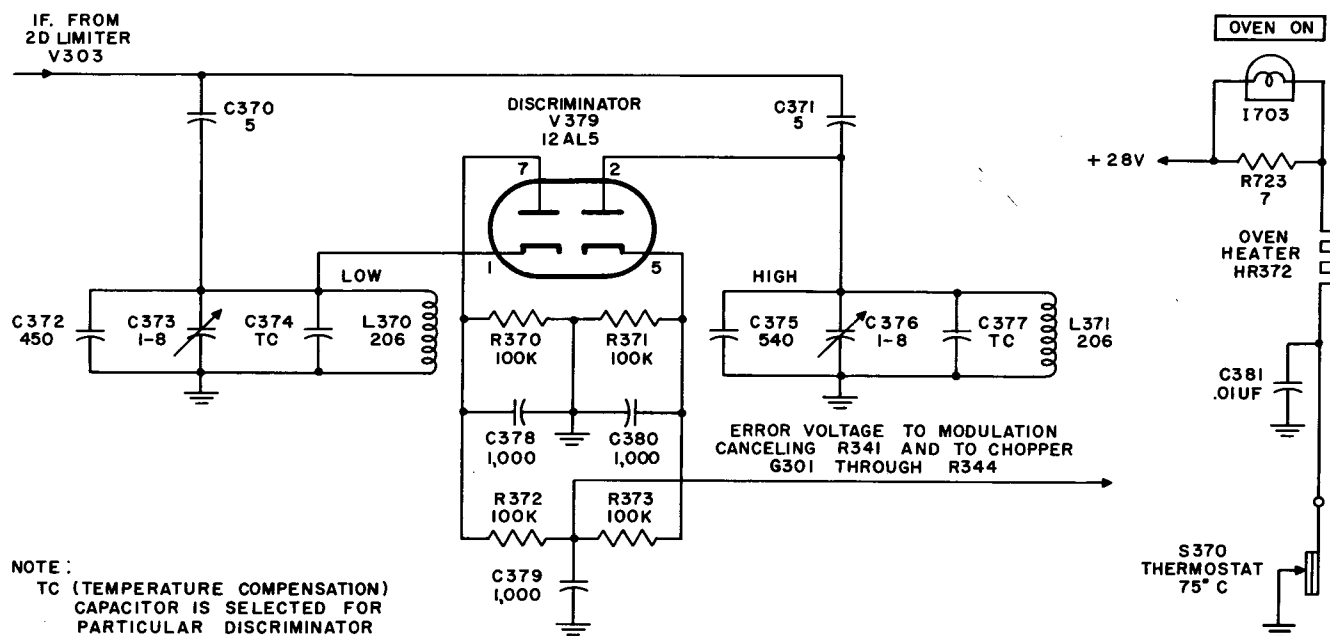 IF. FROM
2D LIMITER
V303
C370
5
DISCRIMINATOR
V379
12AL5
C371
5
7
2
1
5
LOW
HIGH
C372
450
C373
1-8
C374
TC
L370
206
R370
100K
R371
100K
C375
540
C376
1-8
C377
TC
L371
206
C378
1,000
C380
1,000
ERROR VOLTAGE TO MODULATION
CANCELING R341 AND TO CHOPPER
G301 THROUGH R344
R372
100K
R373
100K
C379
1,000
NOTE:
TC (TEMPERATURE COMPENSATION)
CAPACITOR IS SELECTED FOR
PARTICULAR DISCRIMINATOR
OVEN ON
I703
+28V
R723
7
OVEN
HEATER
HR372
C381
.01UF
S370
THERMOSTAT
75° C